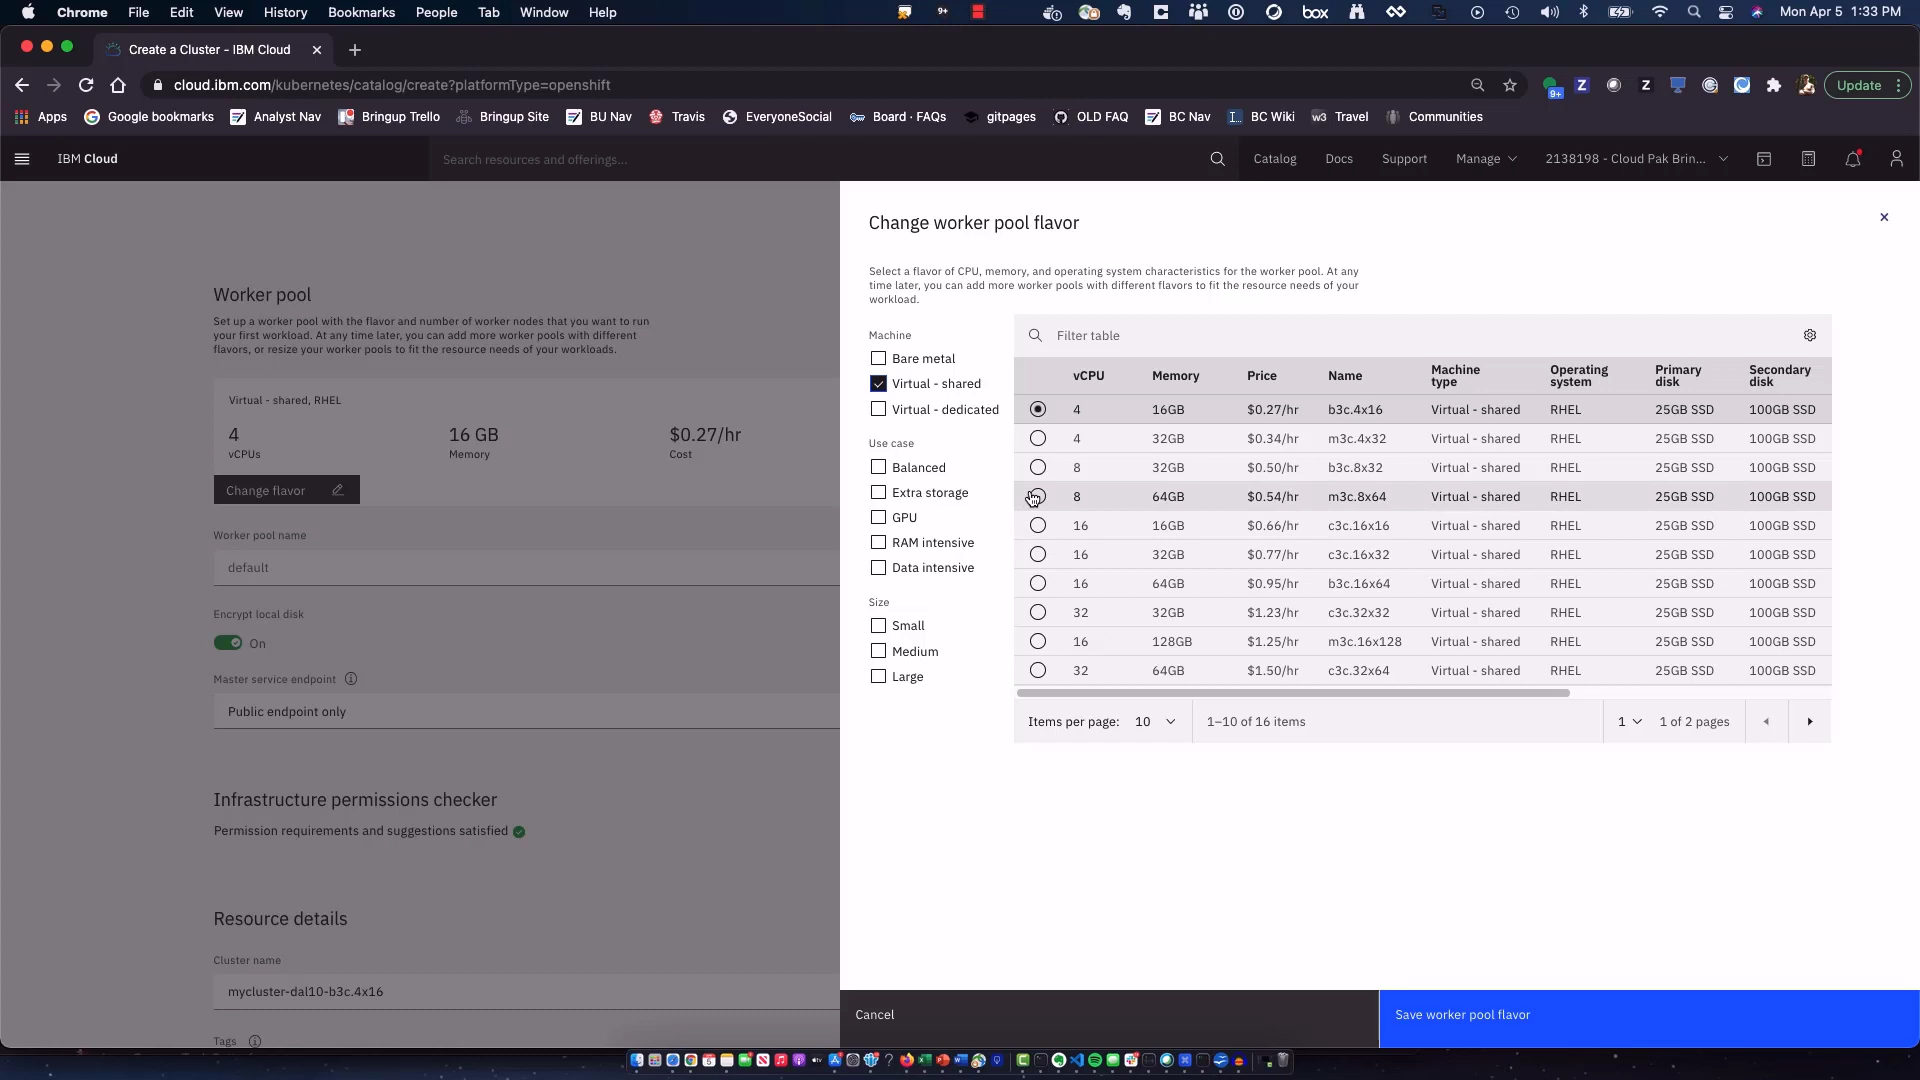 Chrome File Edit View History Bookmarks People Tab Window Help 9+ box Mon Apr 5 1:33 PM
Create a Cluster - IBM Cloud
cloud.ibm.com/kubernetes/catalog/create?platformType=openshift 9+ Z Z Update
Apps Google bookmarks Analyst Nav Bringup Trello Bringup Site BU Nav Travis EveryoneSocial Board · FAQs gitpages OLD FAQ BC Nav BC Wiki w3 Travel Communities
IBM Cloud Search resources and offerings... Catalog Docs Support Manage 2138198 - Cloud Pak Brin...
Worker pool
Set up a worker pool with the flavor and number of worker nodes that you want to run
your first workload. At any time later, you can add more worker pools with different
flavors, or resize your worker pools to fit the resource needs of your workloads.
Virtual - shared, RHEL
4 16 GB $0.27/hr
vCPUs Memory Cost
Change flavor
Worker pool name
default
Encrypt local disk
On
Master service endpoint
Public endpoint only
Infrastructure permissions checker
Permission requirements and suggestions satisfied
Resource details
Cluster name
mycluster-dal10-b3c.4x16
Tags
Change worker pool flavor
Select a flavor of CPU, memory, and operating system characteristics for the worker pool. At any
time later, you can add more worker pools with different flavors to fit the resource needs of your
workload.
Machine
Bare metal
Virtual - shared
Virtual - dedicated
Use case
Balanced
Extra storage
GPU
RAM intensive
Data intensive
Size
Small
Medium
Large
Filter table
vCPU Memory Price Name Machine type Operating system Primary disk Secondary disk
4 16GB $0.27/hr b3c.4x16 Virtual - shared RHEL 25GB SSD 100GB SSD
4 32GB $0.34/hr m3c.4x32 Virtual - shared RHEL 25GB SSD 100GB SSD
8 32GB $0.50/hr b3c.8x32 Virtual - shared RHEL 25GB SSD 100GB SSD
8 64GB $0.54/hr m3c.8x64 Virtual - shared RHEL 25GB SSD 100GB SSD
16 16GB $0.66/hr c3c.16x16 Virtual - shared RHEL 25GB SSD 100GB SSD
16 32GB $0.77/hr c3c.16x32 Virtual - shared RHEL 25GB SSD 100GB SSD
16 64GB $0.95/hr b3c.16x64 Virtual - shared RHEL 25GB SSD 100GB SSD
32 32GB $1.23/hr c3c.32x32 Virtual - shared RHEL 25GB SSD 100GB SSD
16 128GB $1.25/hr m3c.16x128 Virtual - shared RHEL 25GB SSD 100GB SSD
32 64GB $1.50/hr c3c.32x64 Virtual - shared RHEL 25GB SSD 100GB SSD
Items per page: 10 1–10 of 16 items 1 1 of 2 pages
Cancel Save worker pool flavor